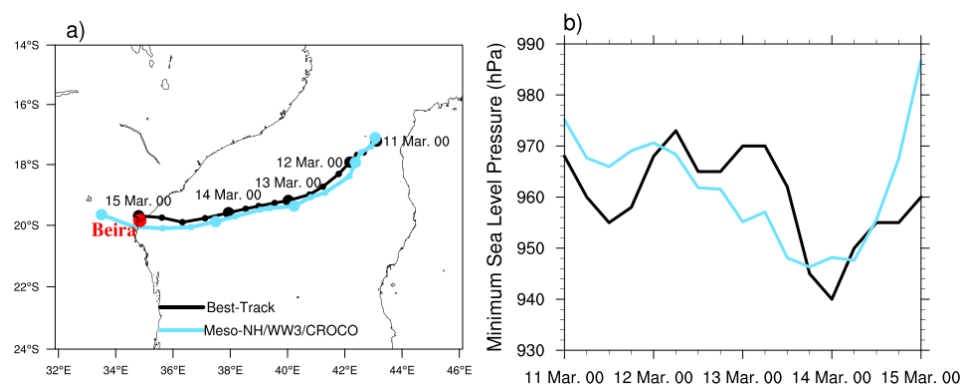 a)
14°S
16°S
18°S
20°S
22°S
24°S
32°E 34°E 36°E 38°E 40°E 42°E 44°E 46°E
11 Mar. 00
12 Mar. 00
13 Mar. 00
14 Mar. 00
15 Mar. 00
Beira
Best-Track
Meso-NH/WW3/CROCO
b)
Minimum Sea Level Pressure (hPa)
990
980
970
960
950
940
930
11 Mar. 00 12 Mar. 00 13 Mar. 00 14 Mar. 00 15 Mar. 00